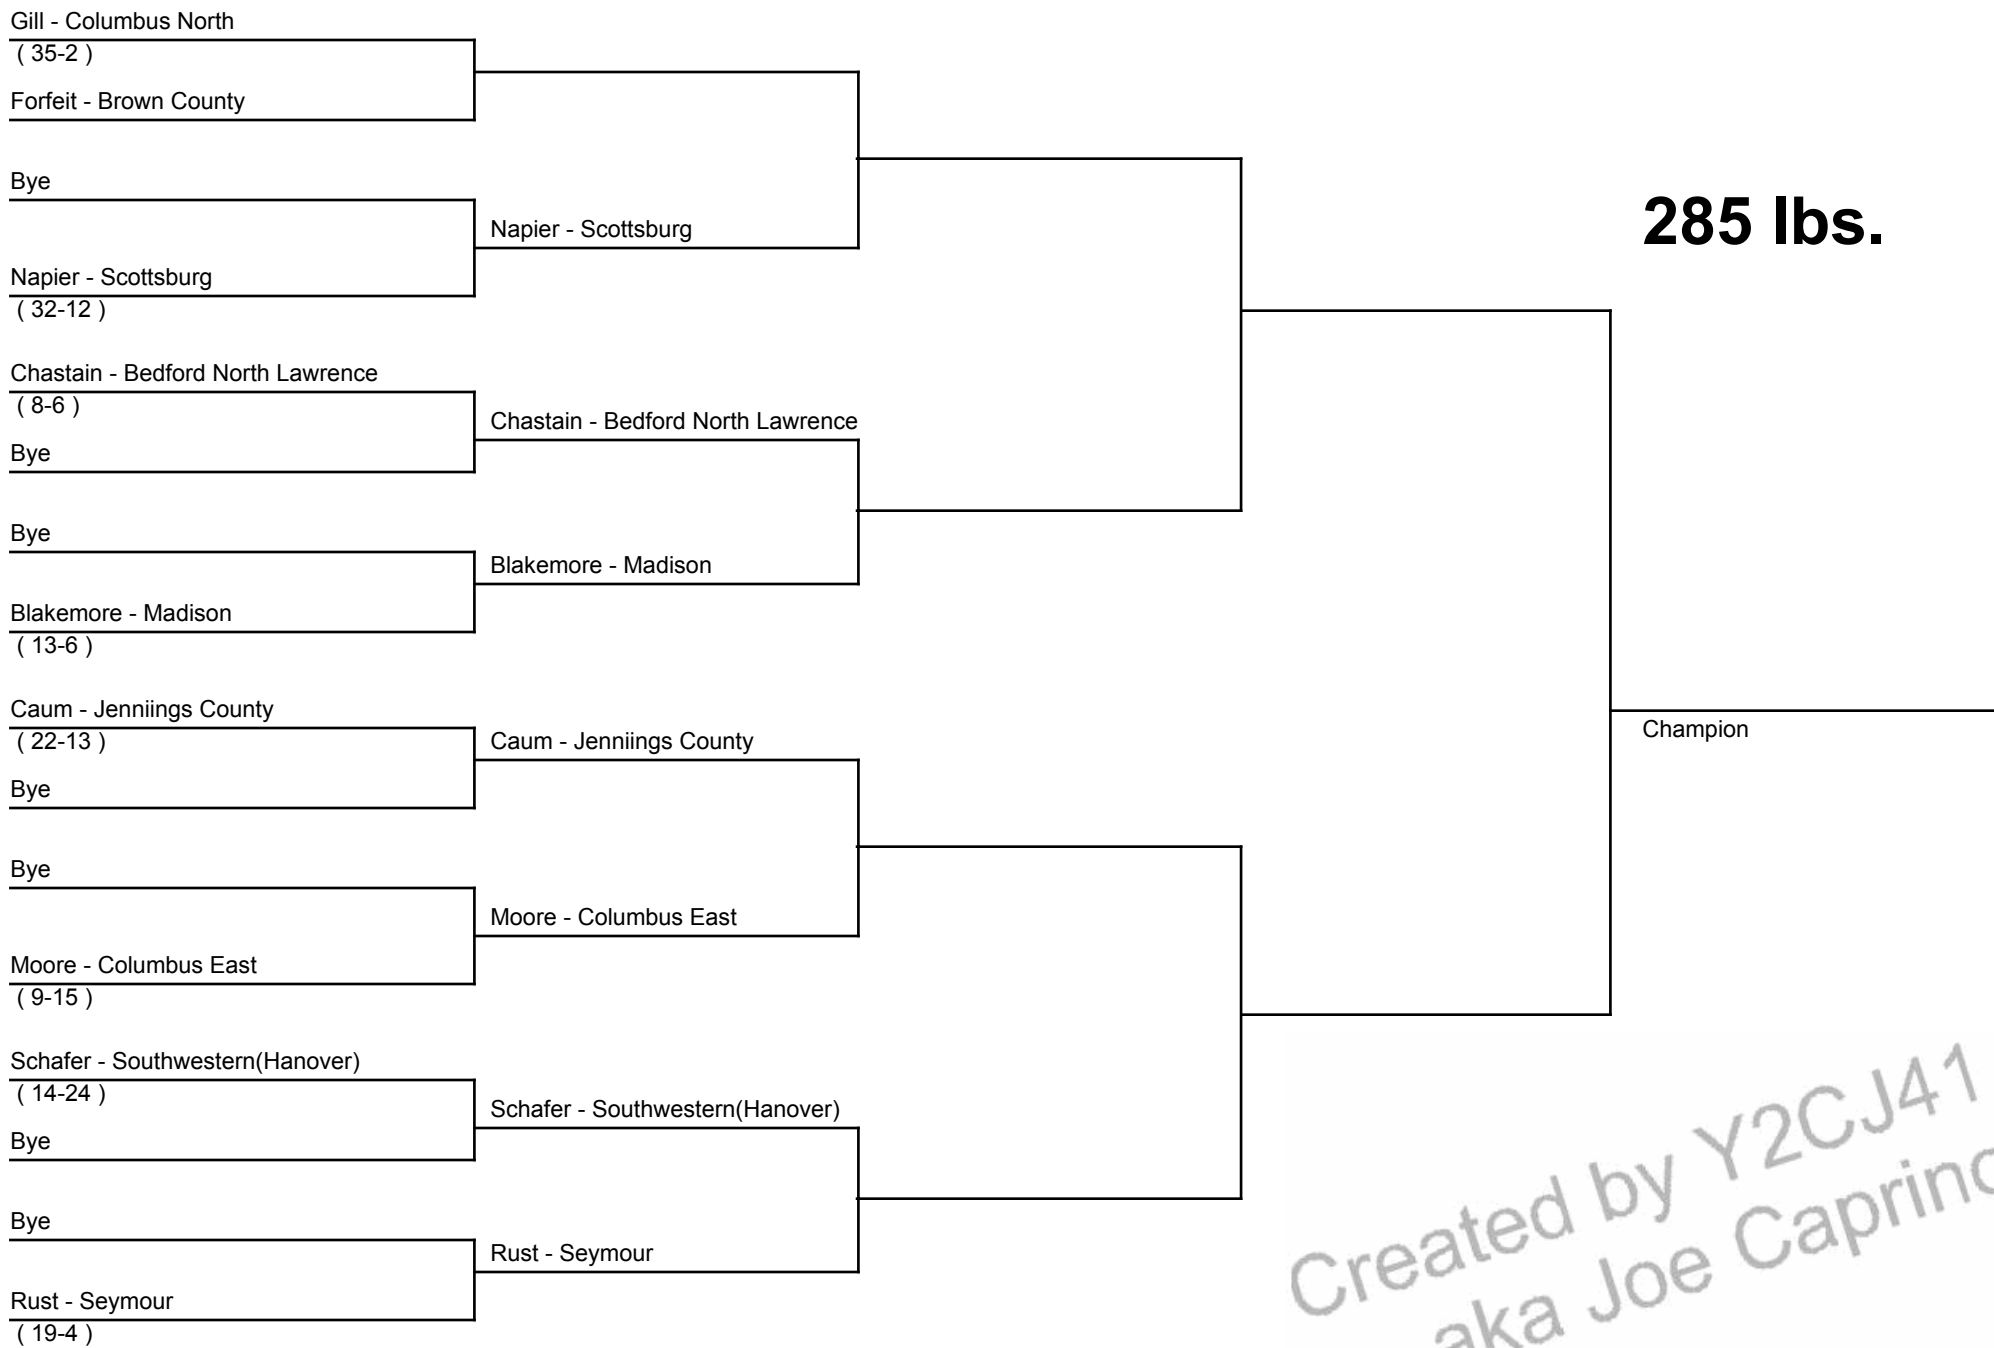 Gill - Columbus North
( 35-2 )
Forfeit - Brown County
Bye
Napier - Scottsburg
Napier - Scottsburg
( 32-12 )
285 lbs.
Chastain - Bedford North Lawrence
( 8-6 )
Chastain - Bedford North Lawrence
Bye
Bye
Blakemore - Madison
Blakemore - Madison
( 13-6 )
Caum - Jenniings County
( 22-13 )
Caum - Jenniings County
Bye
Champion
Bye
Moore - Columbus East
Moore - Columbus East
( 9-15 )
Schafer - Southwestern(Hanover)
( 14-24 )
Schafer - Southwestern(Hanover)
Bye
Bye
Rust - Seymour
Rust - Seymour
( 19-4 )
Created by Y2CJ41
aka Joe Caprino